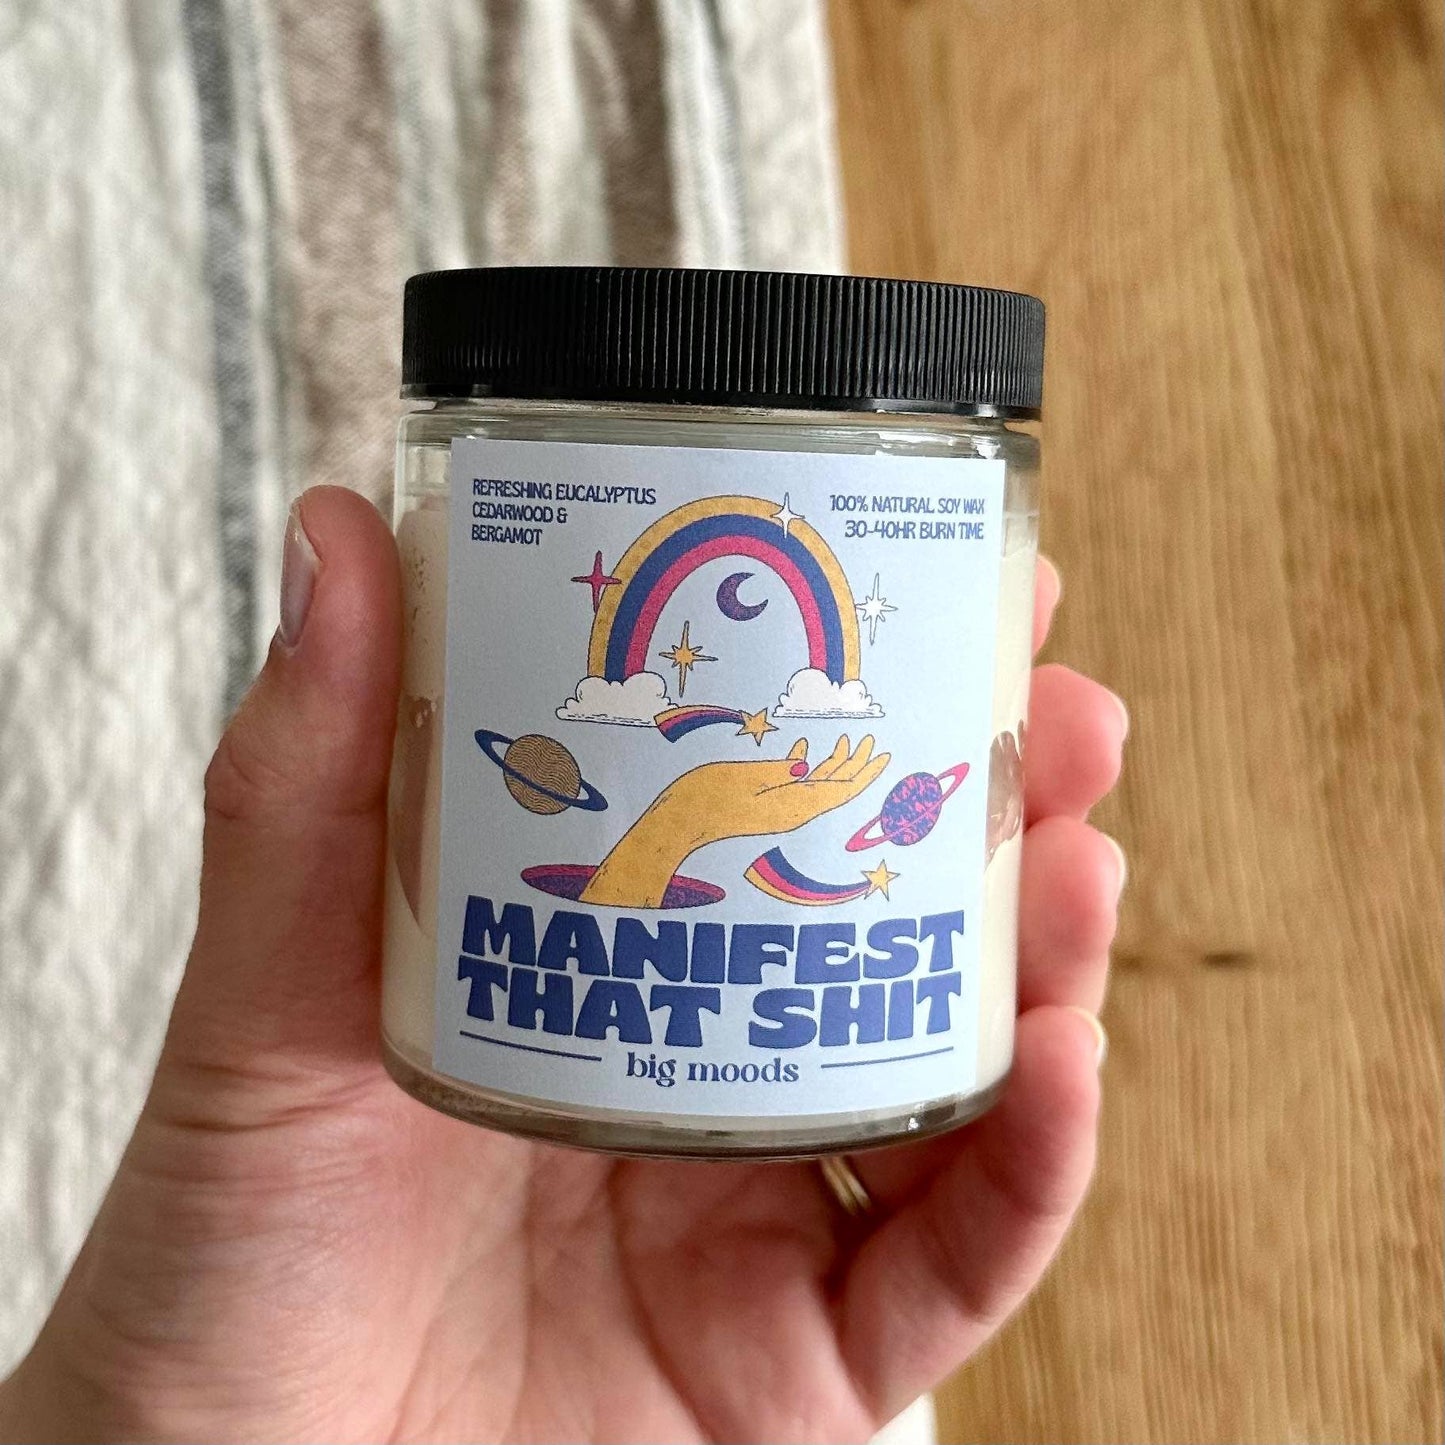 REFRESHING EUCALYPTUS
CEDARWOOD &
BERGAMOT
100% NATURAL SOY WAX
30-40HR BURN TIME
MANIFEST
THAT SHIT
big moods